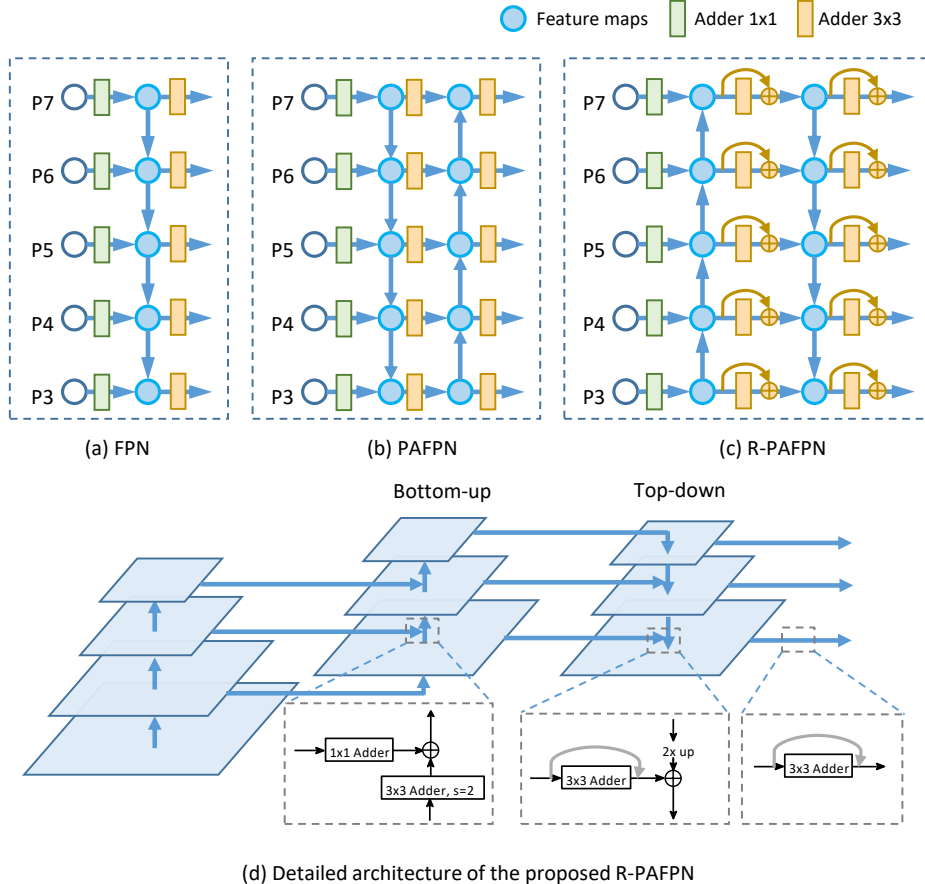 Feature maps Adder 1x1 Adder 3x3
P7 P7 P7
P6 P6 P6
P5 P5 P5
P4 P4 P4
P3 P3 P3
(a) FPN (b) PAFPN (c) R-PAFPN
Bottom-up Top-down
1x1 Adder
3x3 Adder, s=2
2x up
3x3 Adder
3x3 Adder
(d) Detailed architecture of the proposed R-PAFPN